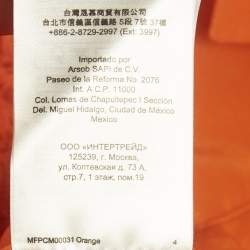 台灣滉慕商貿有限公司
台北市信義區信義路 5段 7號 37樓
+886-2-8729-2997 (Ext: 3997)
Importado por
Arsob SAPI de C.V.
Paseo de la Reforma No. 2076
Int. A C.P. 11000
Col. Lomas de Chapultepec I Sección
Del. Miguel Hidalgo, Ciudad de México
Mexico
ООО «ИНТЕРТРЕЙД»
125239, г. Москва,
ул. Коптевская д. 73 А,
стр.7, 1 этаж, пом.19
MFPCM00031 Orange 4